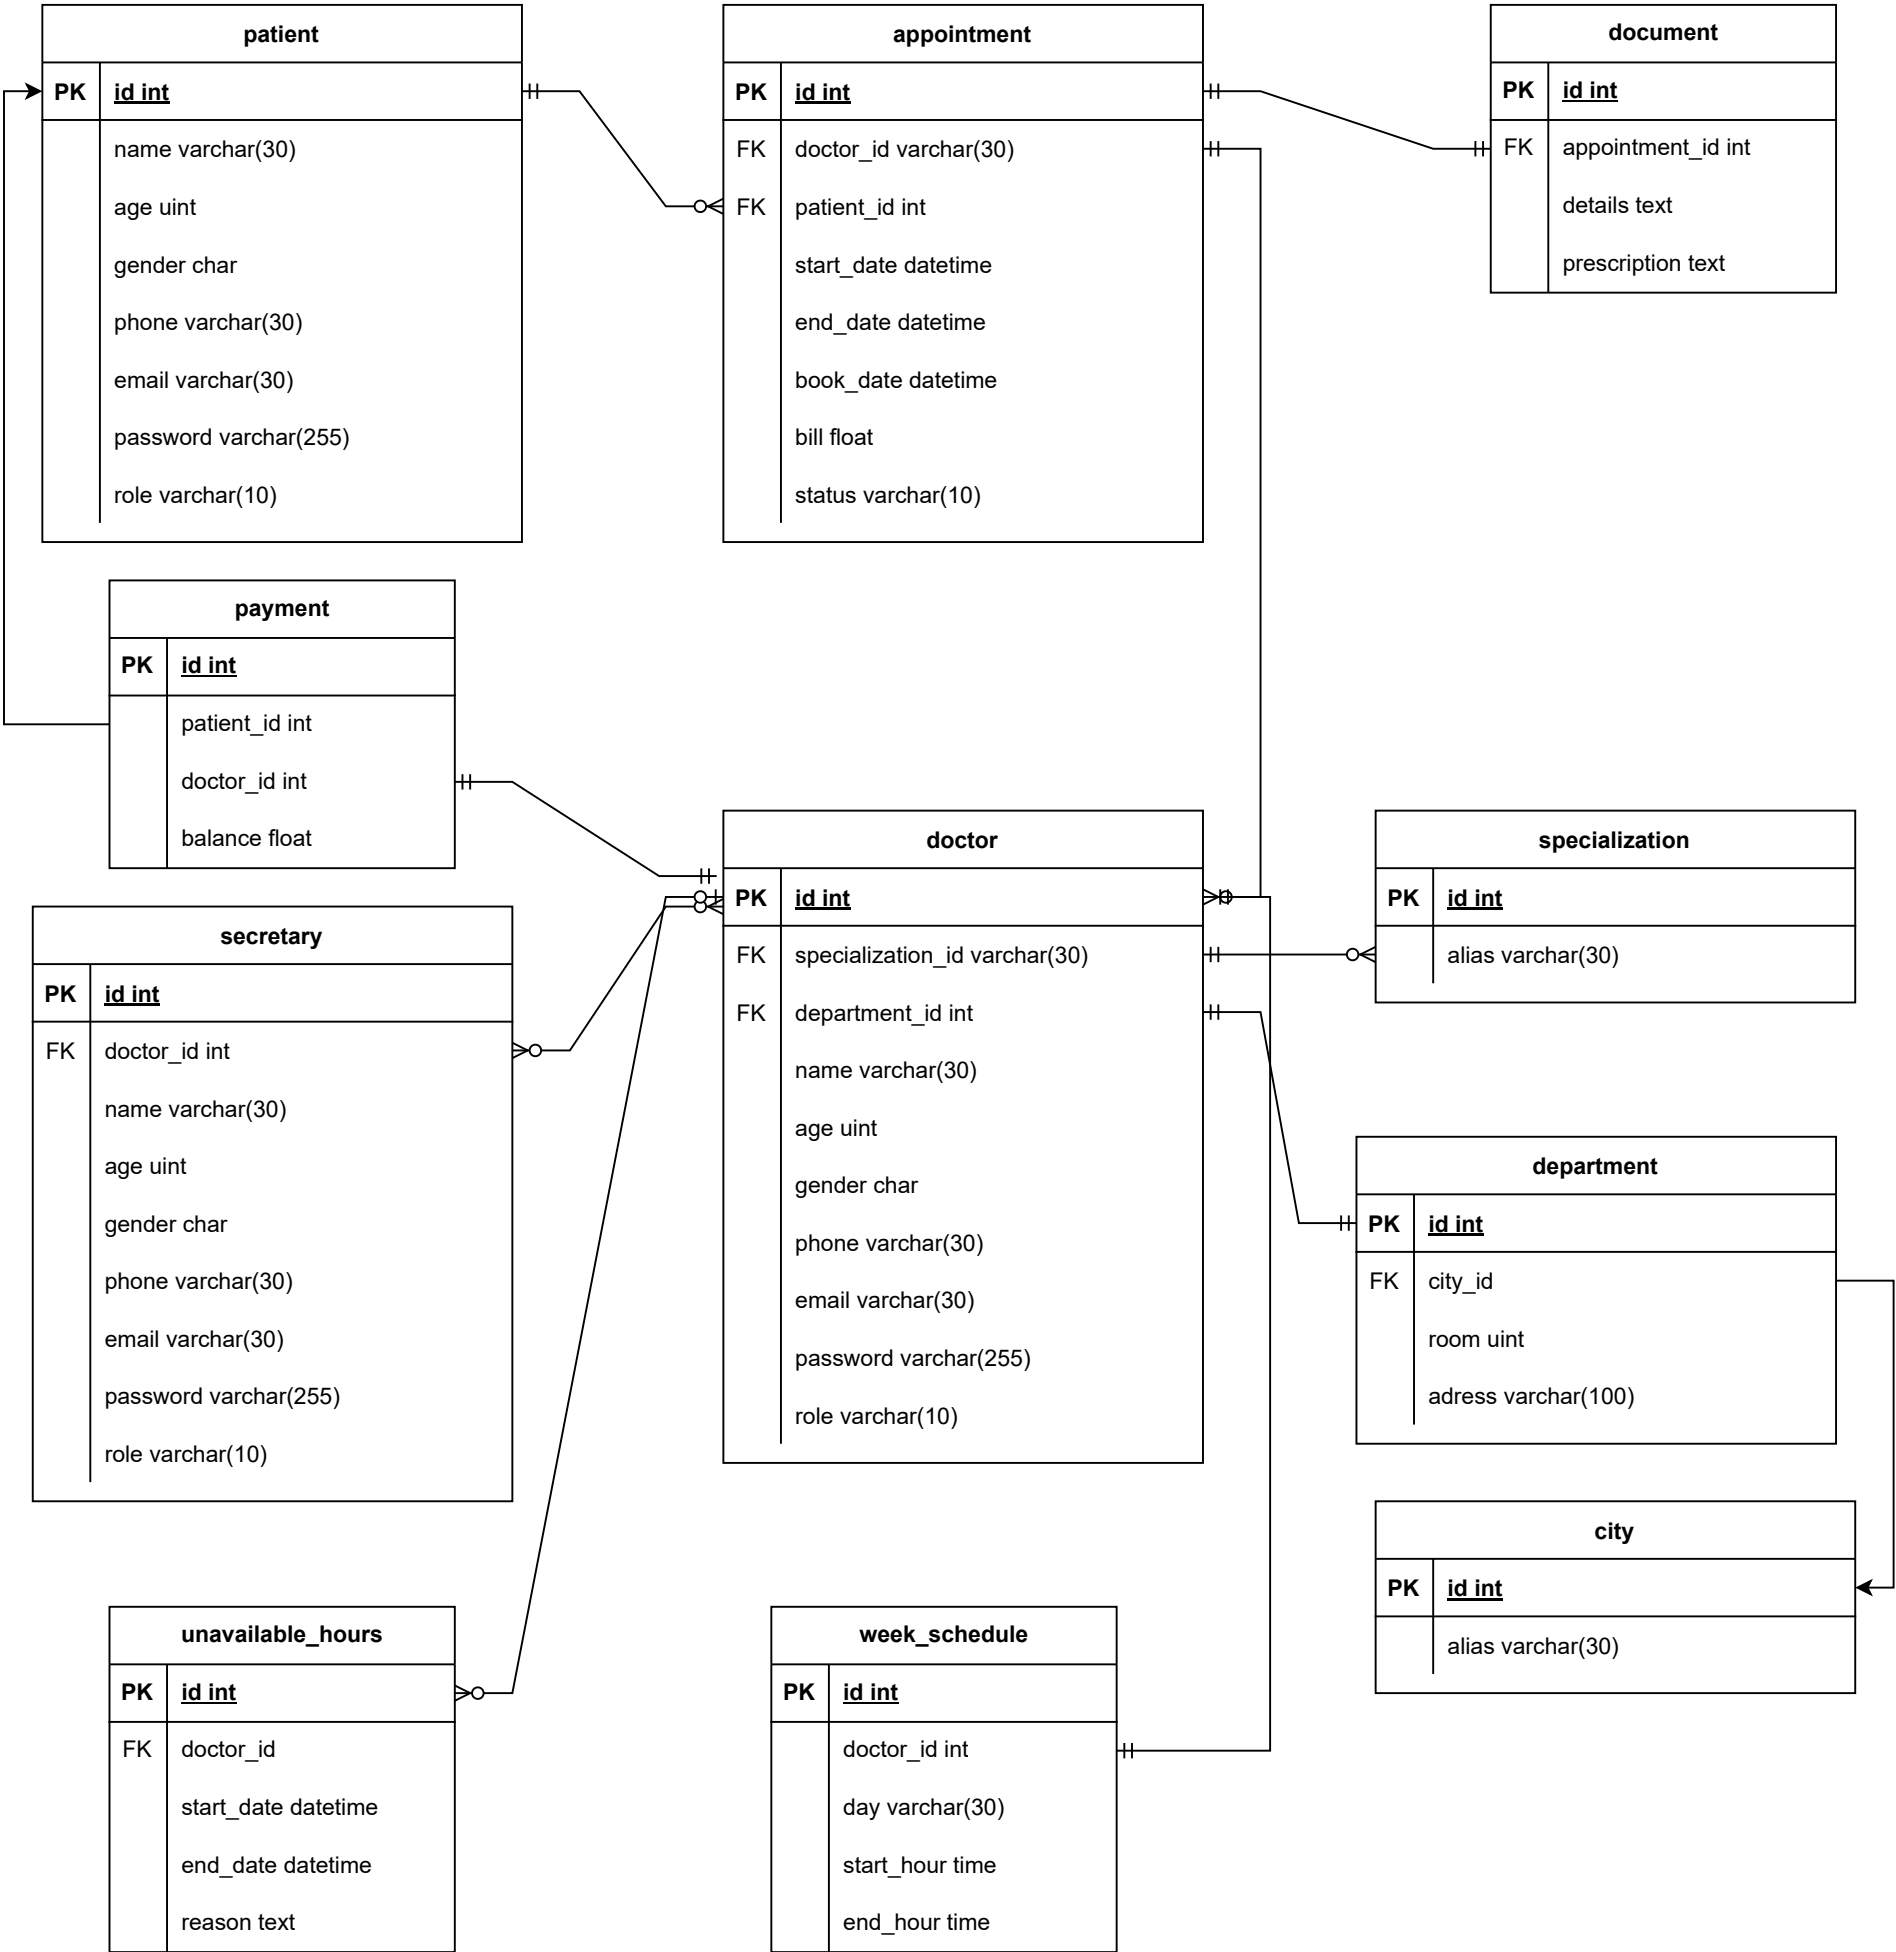 patient
PK id int
name varchar(30)
age uint
gender char
phone varchar(30)
email varchar(30)
password varchar(255)
role varchar(10)
appointment
PK id int
FK doctor_id varchar(30)
FK patient_id int
start_date datetime
end_date datetime
book_date datetime
bill float
status varchar(10)
document
PK id int
FK appointment_id int
details text
prescription text
payment
PK id int
patient_id int
doctor_id int
balance float
doctor
PK id int
FK specialization_id varchar(30)
FK department_id int
name varchar(30)
age uint
gender char
phone varchar(30)
email varchar(30)
password varchar(255)
role varchar(10)
specialization
PK id int
alias varchar(30)
secretary
PK id int
FK doctor_id int
name varchar(30)
age uint
gender char
phone varchar(30)
email varchar(30)
password varchar(255)
role varchar(10)
department
PK id int
FK city_id
room uint
adress varchar(100)
city
PK id int
alias varchar(30)
unavailable_hours
PK id int
FK doctor_id
start_date datetime
end_date datetime
reason text
week_schedule
PK id int
doctor_id int
day varchar(30)
start_hour time
end_hour time